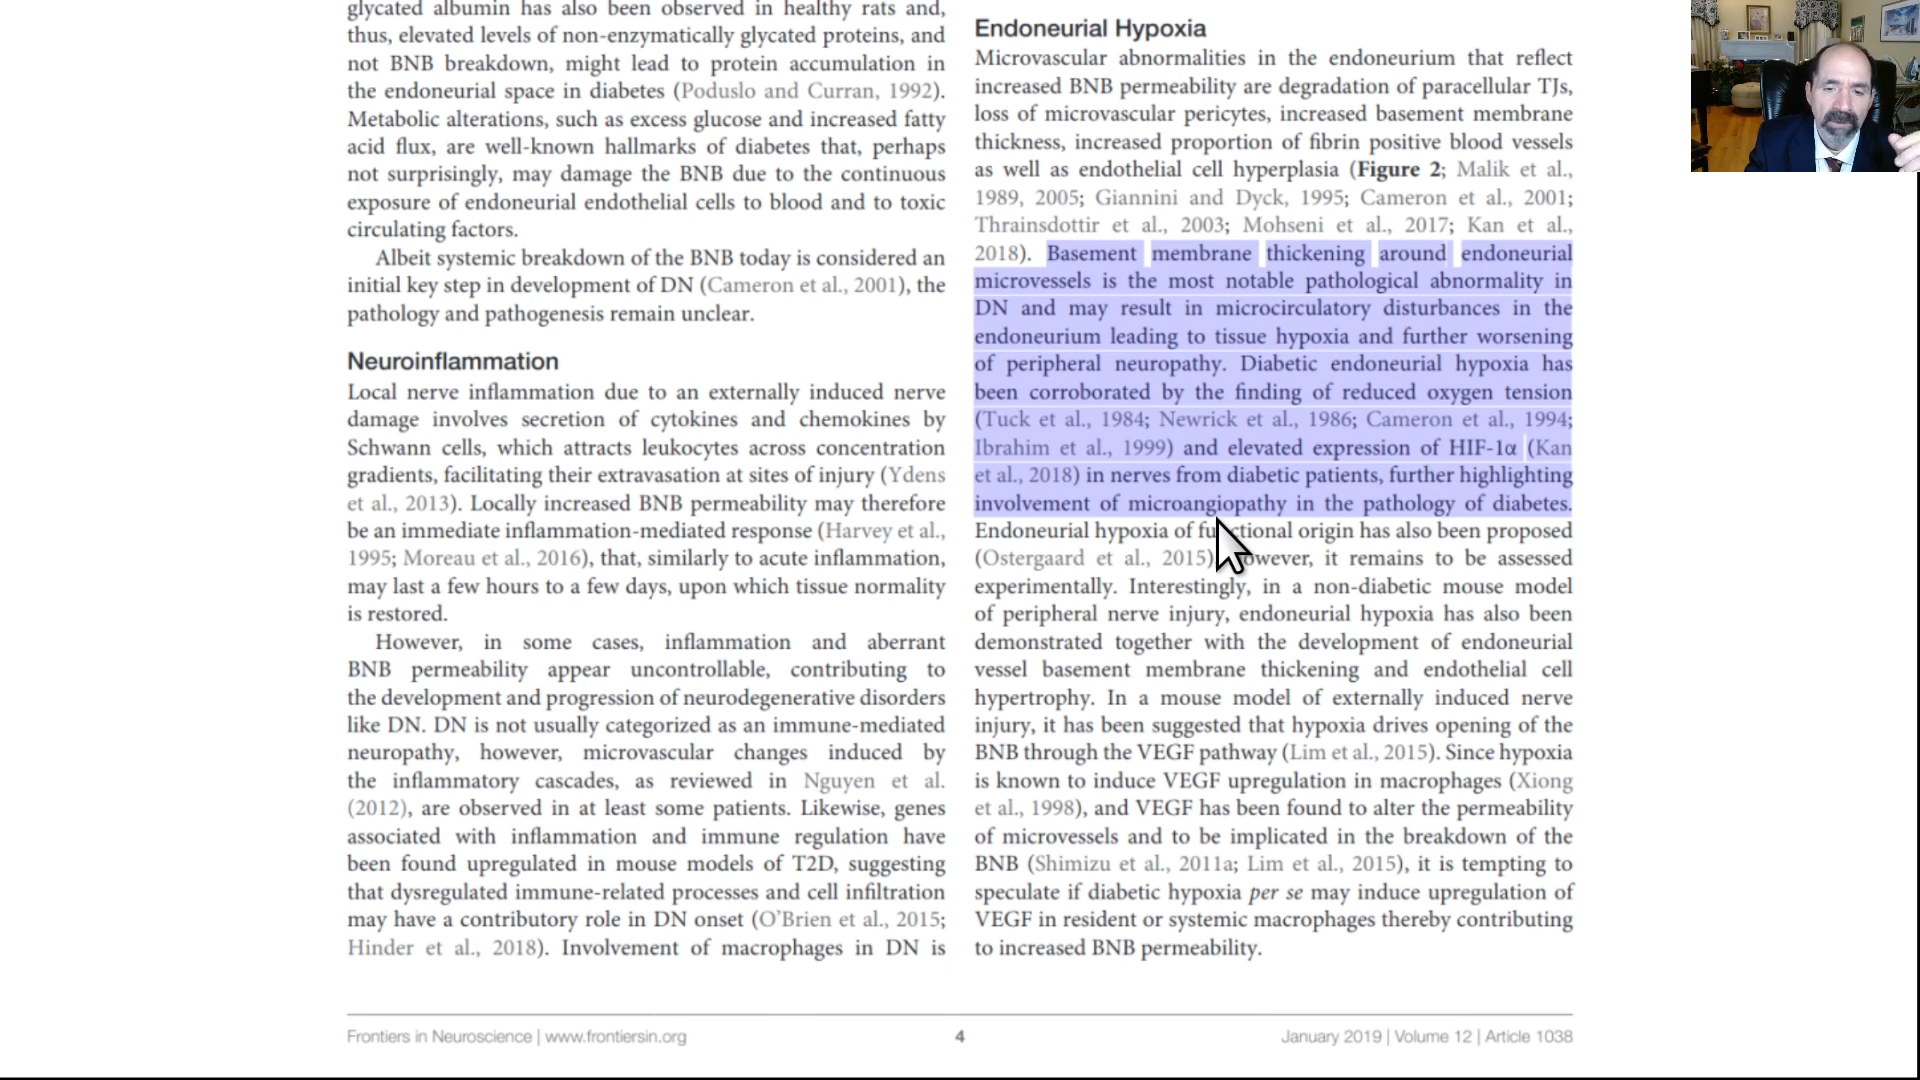 glycated albumin has also been observed in healthy rats and,
thus, elevated levels of non-enzymatically glycated proteins, and
not BNB breakdown, might lead to protein accumulation in
the endoneurial space in diabetes (Poduslo and Curran, 1992).
Metabolic alterations, such as excess glucose and increased fatty
acid flux, are well-known hallmarks of diabetes that, perhaps
not surprisingly, may damage the BNB due to the continuous
exposure of endoneurial endothelial cells to blood and to toxic
circulating factors.
Albeit systemic breakdown of the BNB today is considered an
initial key step in development of DN (Cameron et al., 2001), the
pathology and pathogenesis remain unclear.
Neuroinflammation
Local nerve inflammation due to an externally induced nerve
damage involves secretion of cytokines and chemokines by
Schwann cells, which attracts leukocytes across concentration
gradients, facilitating their extravasation at sites of injury (Ydens
et al., 2013). Locally increased BNB permeability may therefore
be an immediate inflammation-mediated response (Harvey et al.,
1995; Moreau et al., 2016), that, similarly to acute inflammation,
may last a few hours to a few days, upon which tissue normality
is restored.
However, in some cases, inflammation and aberrant
BNB permeability appear uncontrollable, contributing to
the development and progression of neurodegenerative disorders
like DN. DN is not usually categorized as an immune-mediated
neuropathy, however, microvascular changes induced by
the inflammatory cascades, as reviewed in Nguyen et al.
(2012), are observed in at least some patients. Likewise, genes
associated with inflammation and immune regulation have
been found upregulated in mouse models of T2D, suggesting
that dysregulated immune-related processes and cell infiltration
may have a contributory role in DN onset (O'Brien et al., 2015;
Hinder et al., 2018). Involvement of macrophages in DN is
Endoneurial Hypoxia
Microvascular abnormalities in the endoneurium that reflect
increased BNB permeability are degradation of paracellular TJs,
loss of microvascular pericytes, increased basement membrane
thickness, increased proportion of fibrin positive blood vessels
as well as endothelial cell hyperplasia (Figure 2; Malik et al.,
1989, 2005; Giannini and Dyck, 1995; Cameron et al., 2001;
Thrainsdottir et al., 2003; Mohseni et al., 2017; Kan et al.,
2018). Basement membrane thickening around endoneurial
microvessels is the most notable pathological abnormality in
DN and may result in microcirculatory disturbances in the
endoneurium leading to tissue hypoxia and further worsening
of peripheral neuropathy. Diabetic endoneurial hypoxia has
been corroborated by the finding of reduced oxygen tension
(Tuck et al., 1984; Newrick et al., 1986; Cameron et al., 1994;
Ibrahim et al., 1999) and elevated expression of HIF-1α (Kan
et al., 2018) in nerves from diabetic patients, further highlighting
involvement of microangiopathy in the pathology of diabetes.
Endoneurial hypoxia of functional origin has also been proposed
(Ostergaard et al., 2015) however, it remains to be assessed
experimentally. Interestingly, in a non-diabetic mouse model
of peripheral nerve injury, endoneurial hypoxia has also been
demonstrated together with the development of endoneurial
vessel basement membrane thickening and endothelial cell
hypertrophy. In a mouse model of externally induced nerve
injury, it has been suggested that hypoxia drives opening of the
BNB through the VEGF pathway (Lim et al., 2015). Since hypoxia
is known to induce VEGF upregulation in macrophages (Xiong
et al., 1998), and VEGF has been found to alter the permeability
of microvessels and to be implicated in the breakdown of the
BNB (Shimizu et al., 2011a; Lim et al., 2015), it is tempting to
speculate if diabetic hypoxia per se may induce upregulation of
VEGF in resident or systemic macrophages thereby contributing
to increased BNB permeability.
Frontiers in Neuroscience | www.frontiersin.org
4
January 2019 | Volume 12 | Article 1038